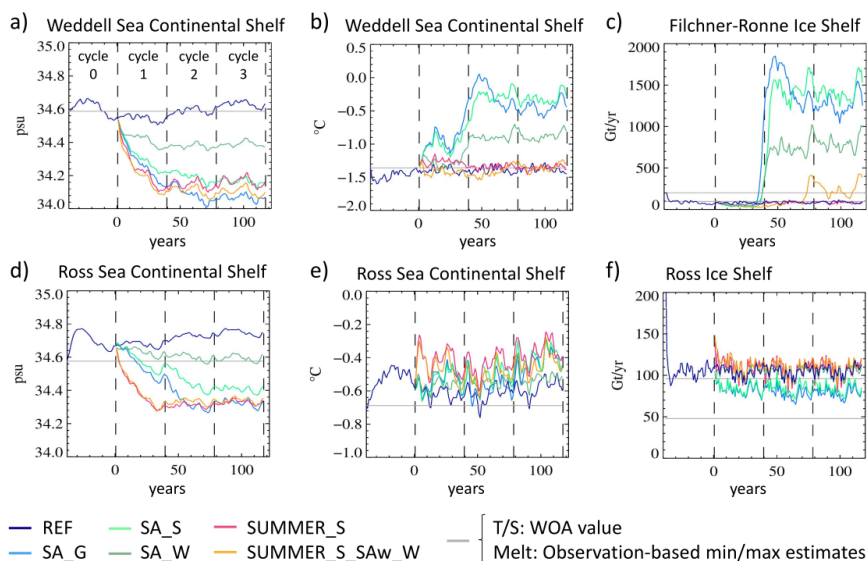 a) Weddell Sea Continental Shelf
35.0
34.8
34.6
34.4
34.2
34.0
psu
cycle 0
cycle 1
cycle 2
cycle 3
0 50 100
years
b) Weddell Sea Continental Shelf
0.5
0.0
−0.5
−1.0
−1.5
−2.0
°C
0 50 100
years
c) Filchner-Ronne Ice Shelf
2000
1500
1000
500
0
Gt/yr
0 50 100
years
d) Ross Sea Continental Shelf
35.0
34.8
34.6
34.4
34.2
34.0
psu
0 50 100
years
e) Ross Sea Continental Shelf
0.0
−0.2
−0.4
−0.6
−0.8
−1.0
°C
0 50 100
years
f) Ross Ice Shelf
200
150
100
50
0
Gt/yr
0 50 100
years
REF SA_S SUMMER_S
SA_G SA_W SUMMER_S_SAw_W
T/S: WOA value
Melt: Observation-based min/max estimates